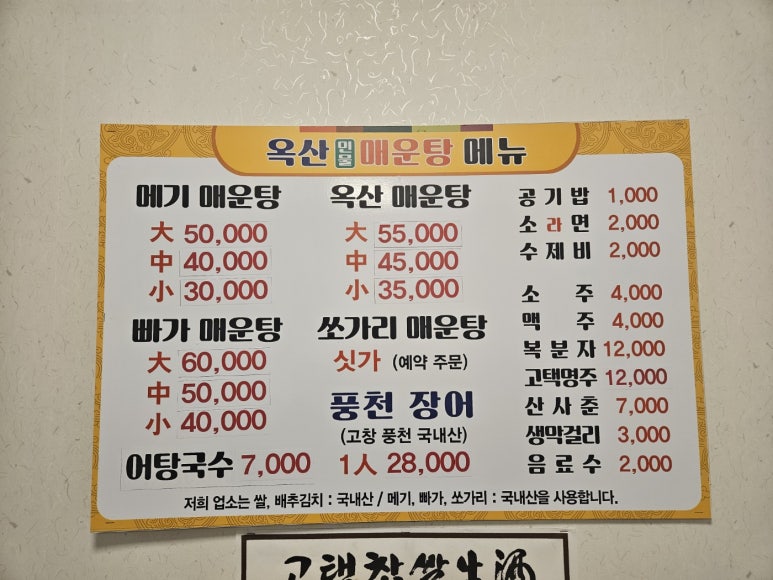 옥산 민물 매운탕 메뉴
메기 매운탕
大 50,000
中 40,000
小 30,000
빠가 매운탕
大 60,000
中 50,000
小 40,000
어탕국수 7,000
옥산 매운탕
大 55,000
中 45,000
小 35,000
쏘가리 매운탕
싯가 (예약 주문)
풍천 장어
(고창 풍천 국내산)
1人 28,000
공기밥 1,000
소라면 2,000
수제비 2,000
소주 4,000
맥주 4,000
복분자 12,000
고택명주 12,000
산사춘 7,000
생막걸리 3,000
음료수 2,000
저희 업소는 쌀, 배추김치 : 국내산 / 메기, 빠가, 쏘가리 : 국내산을 사용합니다.
고택찹쌀生酒